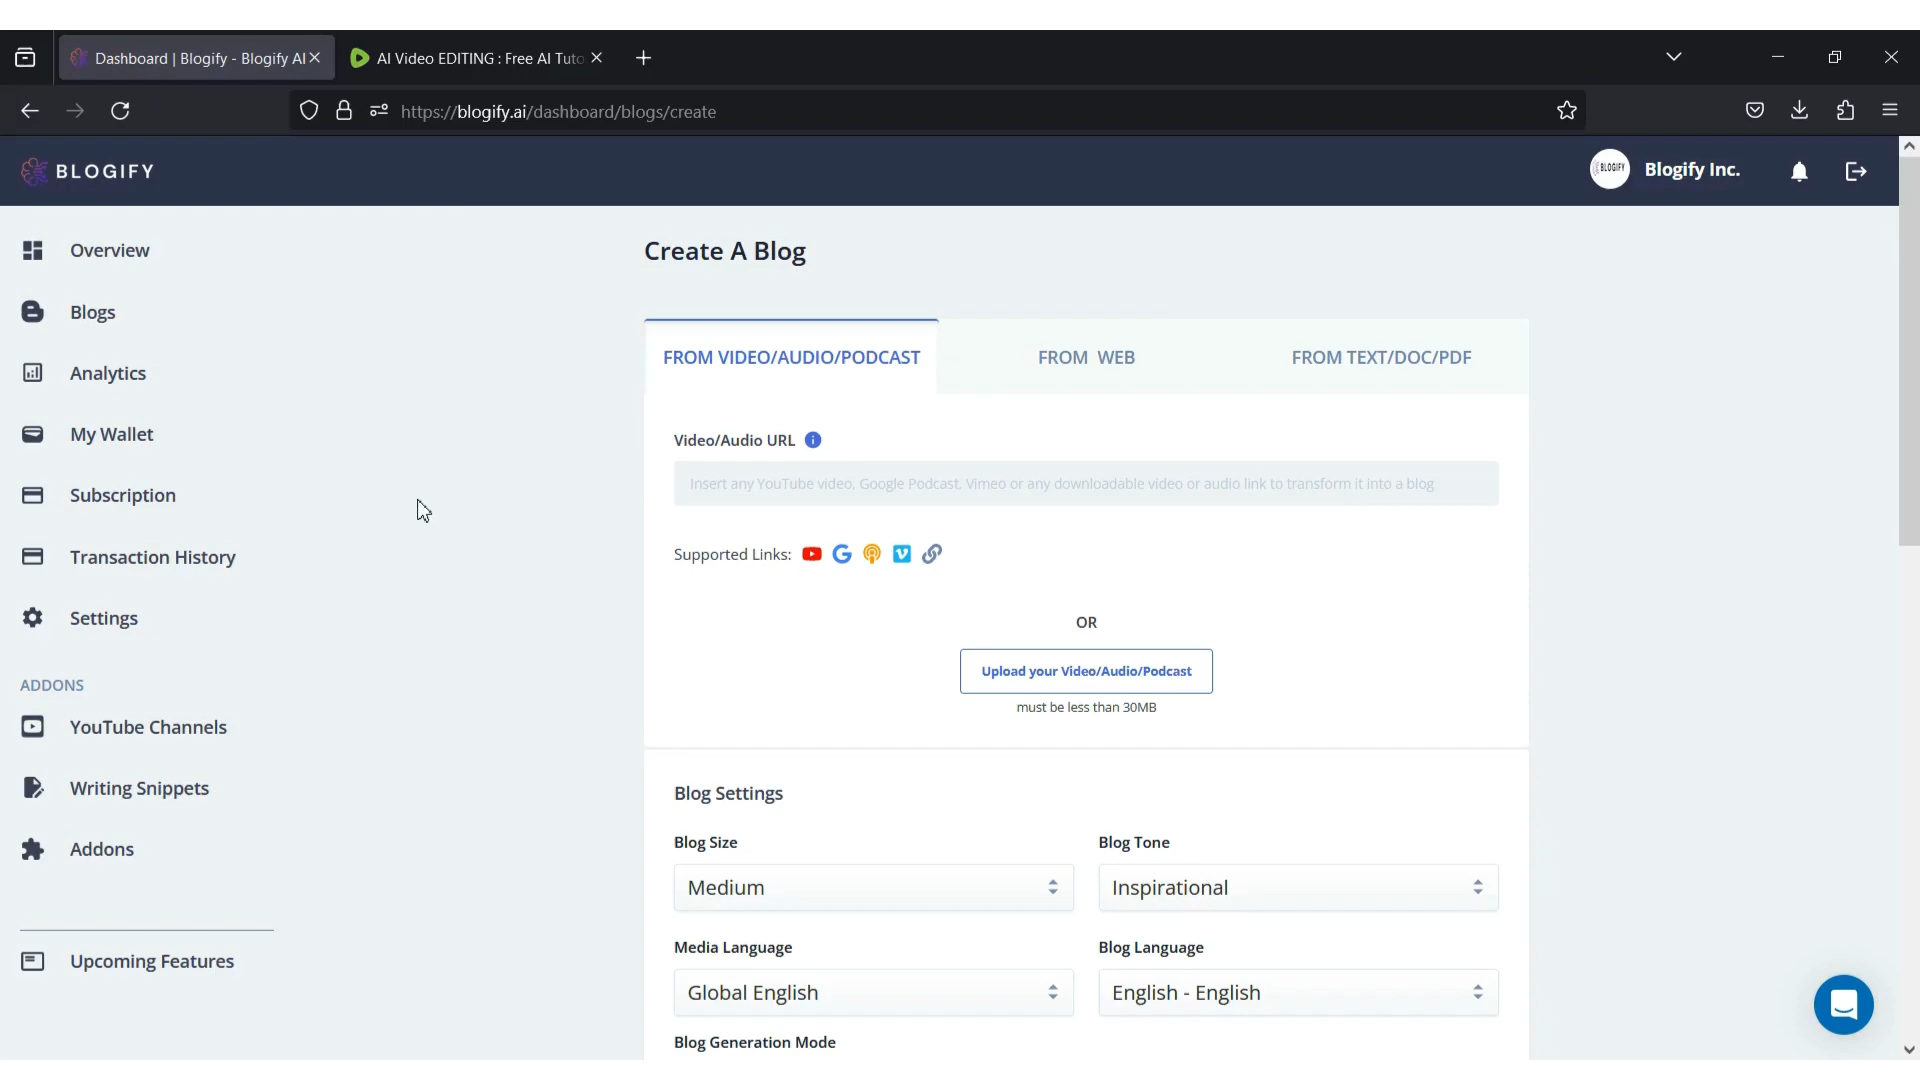 Dashboard | Blogify - Blogify AI
AI Video EDITING : Free AI Tuto
https://blogify.ai/dashboard/blogs/create
BLOGIFY
BLOGIFY
Blogify Inc.
Overview
Blogs
Analytics
My Wallet
Subscription
Transaction History
Settings
ADDONS
YouTube Channels
Writing Snippets
Addons
Upcoming Features
Create A Blog
FROM VIDEO/AUDIO/PODCAST
FROM WEB
FROM TEXT/DOC/PDF
Video/Audio URL
Insert any YouTube video, Google Podcast, Vimeo or any downloadable video or audio link to transform it into a blog
Supported Links:
OR
Upload your Video/Audio/Podcast
must be less than 30MB
Blog Settings
Blog Size
Blog Tone
Medium
Inspirational
Media Language
Blog Language
Global English
English - English
Blog Generation Mode